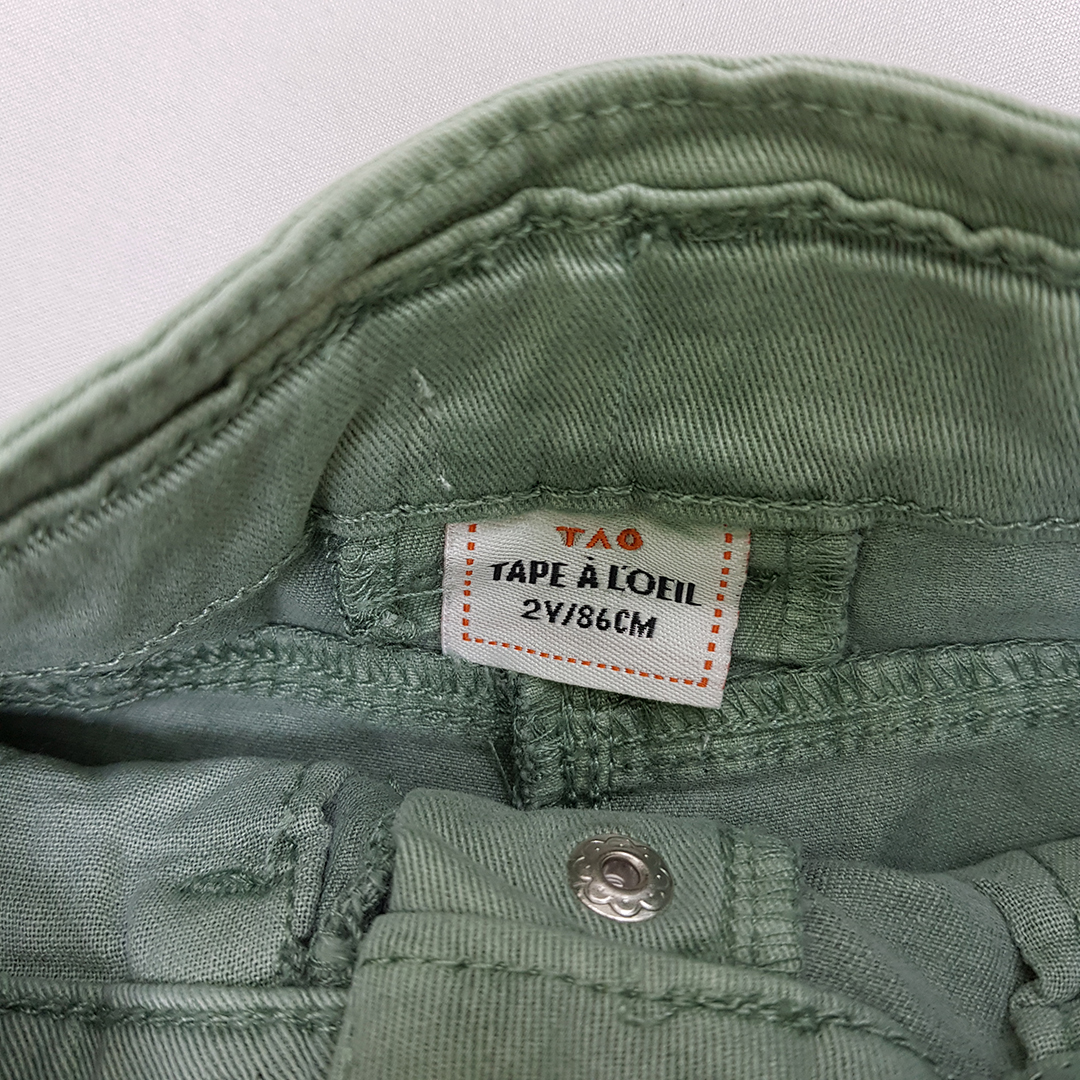 TAO
TAPE À L'OEIL
2Y/86CM